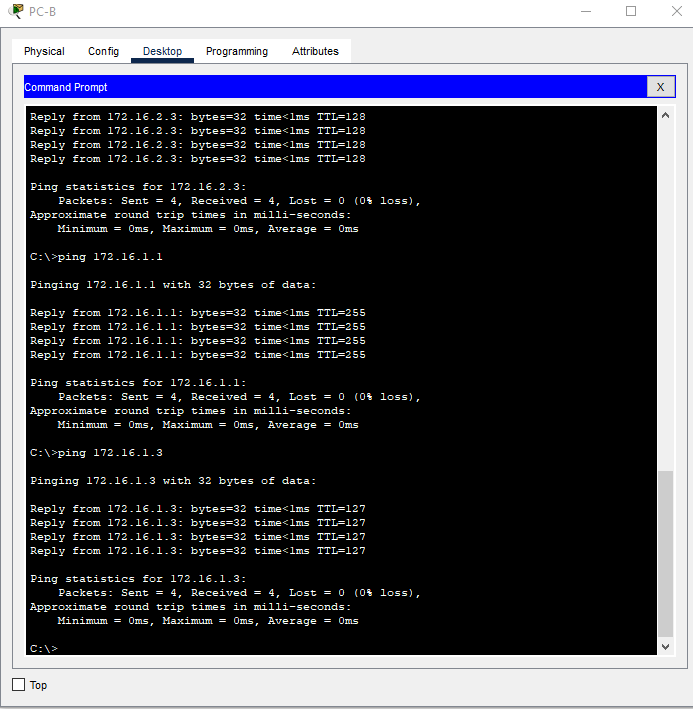 PC-B
Physical Config Desktop Programming Attributes
Command Prompt X
Reply from 172.16.2.3: bytes=32 time<1ms TTL=128
Reply from 172.16.2.3: bytes=32 time<1ms TTL=128
Reply from 172.16.2.3: bytes=32 time<1ms TTL=128
Reply from 172.16.2.3: bytes=32 time<1ms TTL=128
Ping statistics for 172.16.2.3:
Packets: Sent = 4, Received = 4, Lost = 0 (0% loss),
Approximate round trip times in milli-seconds:
Minimum = 0ms, Maximum = 0ms, Average = 0ms
C:\>ping 172.16.1.1
Pinging 172.16.1.1 with 32 bytes of data:
Reply from 172.16.1.1: bytes=32 time<1ms TTL=255
Reply from 172.16.1.1: bytes=32 time<1ms TTL=255
Reply from 172.16.1.1: bytes=32 time<1ms TTL=255
Reply from 172.16.1.1: bytes=32 time<1ms TTL=255
Ping statistics for 172.16.1.1:
Packets: Sent = 4, Received = 4, Lost = 0 (0% loss),
Approximate round trip times in milli-seconds:
Minimum = 0ms, Maximum = 0ms, Average = 0ms
C:\>ping 172.16.1.3
Pinging 172.16.1.3 with 32 bytes of data:
Reply from 172.16.1.3: bytes=32 time<1ms TTL=127
Reply from 172.16.1.3: bytes=32 time<1ms TTL=127
Reply from 172.16.1.3: bytes=32 time<1ms TTL=127
Reply from 172.16.1.3: bytes=32 time<1ms TTL=127
Ping statistics for 172.16.1.3:
Packets: Sent = 4, Received = 4, Lost = 0 (0% loss),
Approximate round trip times in milli-seconds:
Minimum = 0ms, Maximum = 0ms, Average = 0ms
C:\>
Top